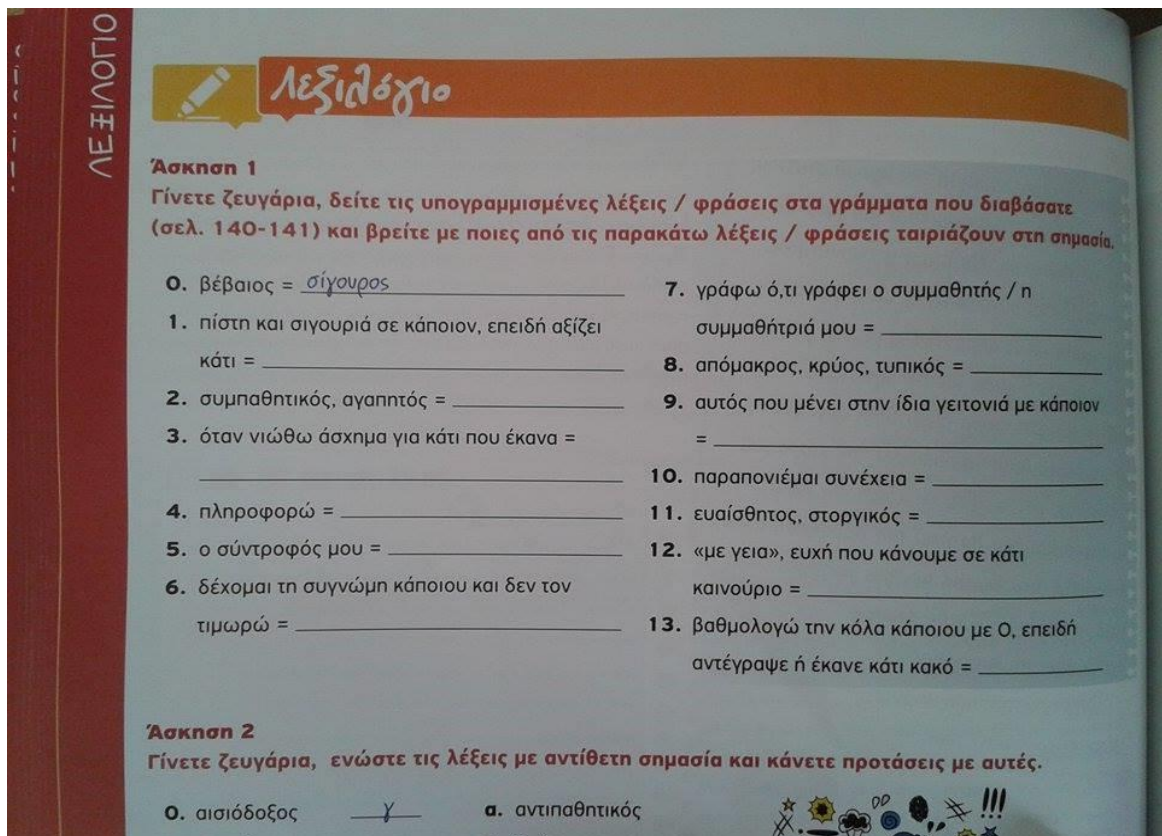 ΛΕΞΙΛΟΓΙΟ
Λεξιλόγιο
Άσκηση 1
Γίνετε ζευγάρια, δείτε τις υπογραμμισμένες λέξεις / φράσεις στα γράμματα που διαβάσατε
(σελ. 140-141) και βρείτε με ποιες από τις παρακάτω λέξεις / φράσεις ταιριάζουν στη σημασία.
0. βέβαιος = σίγουρος
1. πίστη και σιγουριά σε κάποιον, επειδή αξίζει
κάτι =
2. συμπαθητικός, αγαπητός =
3. όταν νιώθω άσχημα για κάτι που έκανα =
4. πληροφορώ =
5. ο σύντροφός μου =
6. δέχομαι τη συγνώμη κάποιου και δεν τον
τιμωρώ =
7. γράφω ό,τι γράφει ο συμμαθητής / η
συμμαθήτριά μου =
8. απόμακρος, κρύος, τυπικός =
9. αυτός που μένει στην ίδια γειτονιά με κάποιον
=
10. παραπονιέμαι συνέχεια =
11. ευαίσθητος, στοργικός =
12. «με γεια», ευχή που κάνουμε σε κάτι
καινούριο =
13. βαθμολογώ την κόλα κάποιου με 0, επειδή
αντέγραψε ή έκανε κάτι κακό =
Άσκηση 2
Γίνετε ζευγάρια, ενώστε τις λέξεις με αντίθετη σημασία και κάνετε προτάσεις με αυτές.
0. αισιόδοξος γ α. αντιπαθητικός
!!!